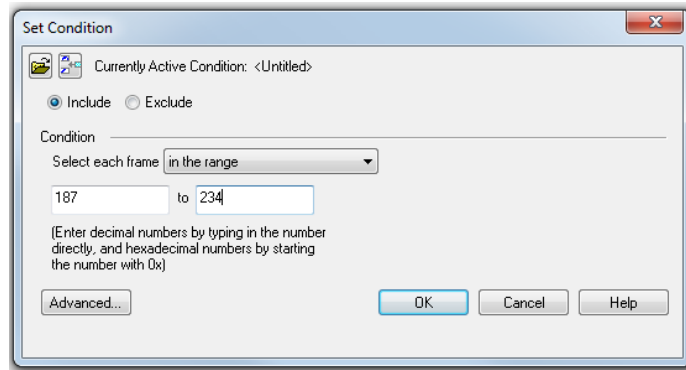 Set Condition
Currently Active Condition: <Untitled>
Include Exclude
Condition
Select each frame in the range
187 to 234
(Enter decimal numbers by typing in the number
directly, and hexadecimal numbers by starting
the number with 0x)
Advanced... OK Cancel Help